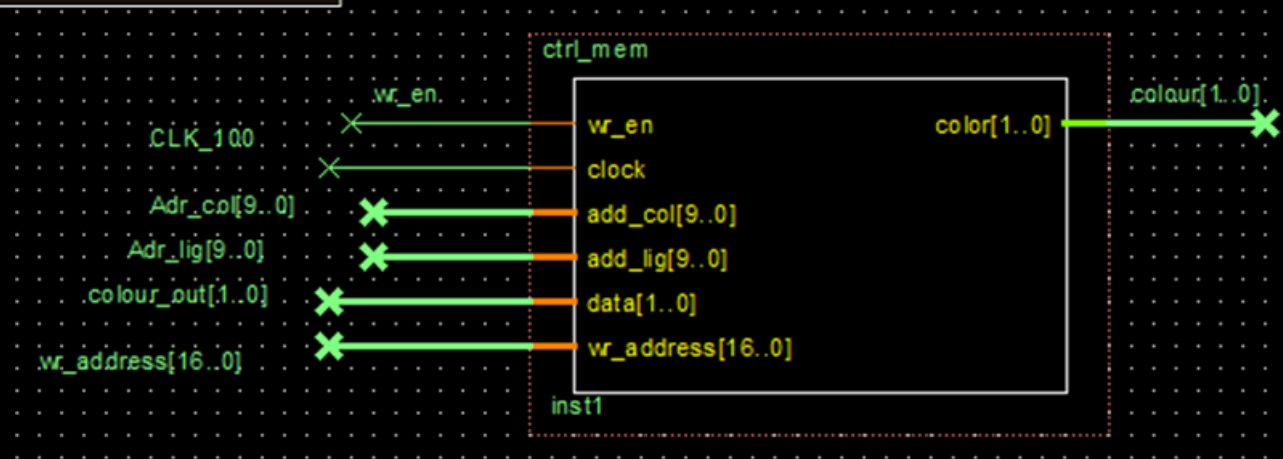 ctrl_mem
wr_en
wr_en
color[1..0]
colour[1..0]
CLK_100
clock
Adr_col[9..0]
add_col[9..0]
Adr_lig[9..0]
add_lig[9..0]
colour_out[1..0]
data[1..0]
wr_address[16..0]
wr_address[16..0]
inst1